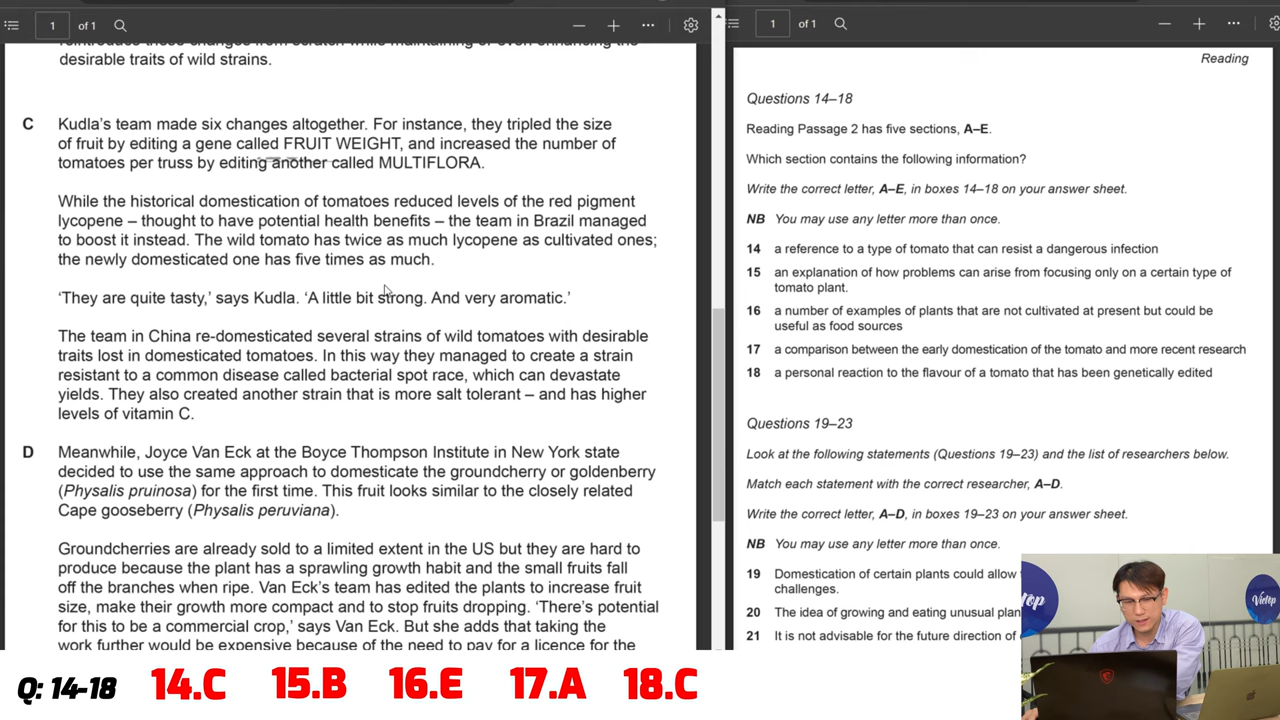 1 of 1
desirable traits of wild strains.
C Kudla's team made six changes altogether. For instance, they tripled the size
of fruit by editing a gene called FRUIT WEIGHT, and increased the number of
tomatoes per truss by editing another called MULTIFLORA.
While the historical domestication of tomatoes reduced levels of the red pigment
lycopene – thought to have potential health benefits – the team in Brazil managed
to boost it instead. The wild tomato has twice as much lycopene as cultivated ones;
the newly domesticated one has five times as much.
'They are quite tasty,' says Kudla. 'A little bit strong. And very aromatic.'
The team in China re-domesticated several strains of wild tomatoes with desirable
traits lost in domesticated tomatoes. In this way they managed to create a strain
resistant to a common disease called bacterial spot race, which can devastate
yields. They also created another strain that is more salt tolerant – and has higher
levels of vitamin C.
D Meanwhile, Joyce Van Eck at the Boyce Thompson Institute in New York state
decided to use the same approach to domesticate the groundcherry or goldenberry
(Physalis pruinosa) for the first time. This fruit looks similar to the closely related
Cape gooseberry (Physalis peruviana).
Groundcherries are already sold to a limited extent in the US but they are hard to
produce because the plant has a sprawling growth habit and the small fruits fall
off the branches when ripe. Van Eck's team has edited the plants to increase fruit
size, make their growth more compact and to stop fruits dropping. 'There's potential
for this to be a commercial crop,' says Van Eck. But she adds that taking the
work further would be expensive because of the need to pay for a licence for the
1 of 1
Reading
Questions 14–18
Reading Passage 2 has five sections, A–E.
Which section contains the following information?
Write the correct letter, A–E, in boxes 14–18 on your answer sheet.
NB You may use any letter more than once.
14 a reference to a type of tomato that can resist a dangerous infection
15 an explanation of how problems can arise from focusing only on a certain type of
tomato plant.
16 a number of examples of plants that are not cultivated at present but could be
useful as food sources
17 a comparison between the early domestication of the tomato and more recent research
18 a personal reaction to the flavour of a tomato that has been genetically edited
Questions 19–23
Look at the following statements (Questions 19–23) and the list of researchers below.
Match each statement with the correct researcher, A–D.
Write the correct letter, A–D, in boxes 19–23 on your answer sheet.
NB You may use any letter more than once.
19 Domestication of certain plants could allow
challenges.
20 The idea of growing and eating unusual plan
21 It is not advisable for the future direction of
Q: 14-18 14.C 15.B 16.E 17.A 18.C